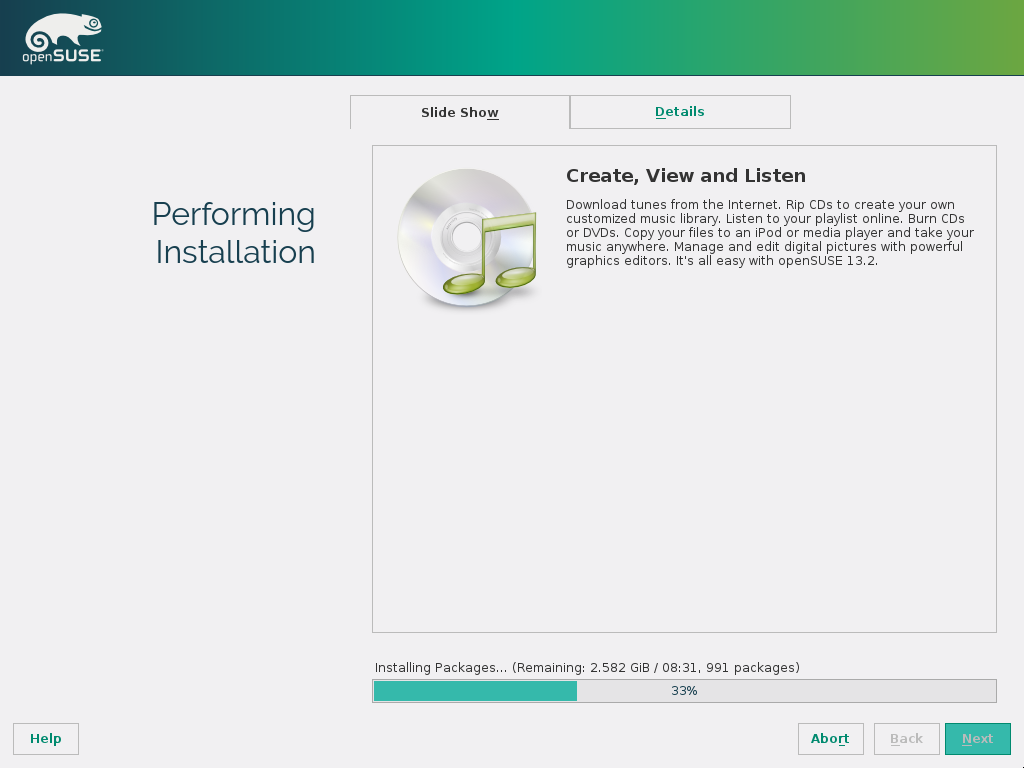 openSUSE
Slide Show
Details
Performing
Installation
Create, View and Listen
Download tunes from the Internet. Rip CDs to create your own
customized music library. Listen to your playlist online. Burn CDs
or DVDs. Copy your files to an iPod or media player and take your
music anywhere. Manage and edit digital pictures with powerful
graphics editors. It's all easy with openSUSE 13.2.
Installing Packages... (Remaining: 2.582 GiB / 08:31, 991 packages)
33%
Help
Abort
Back
Next